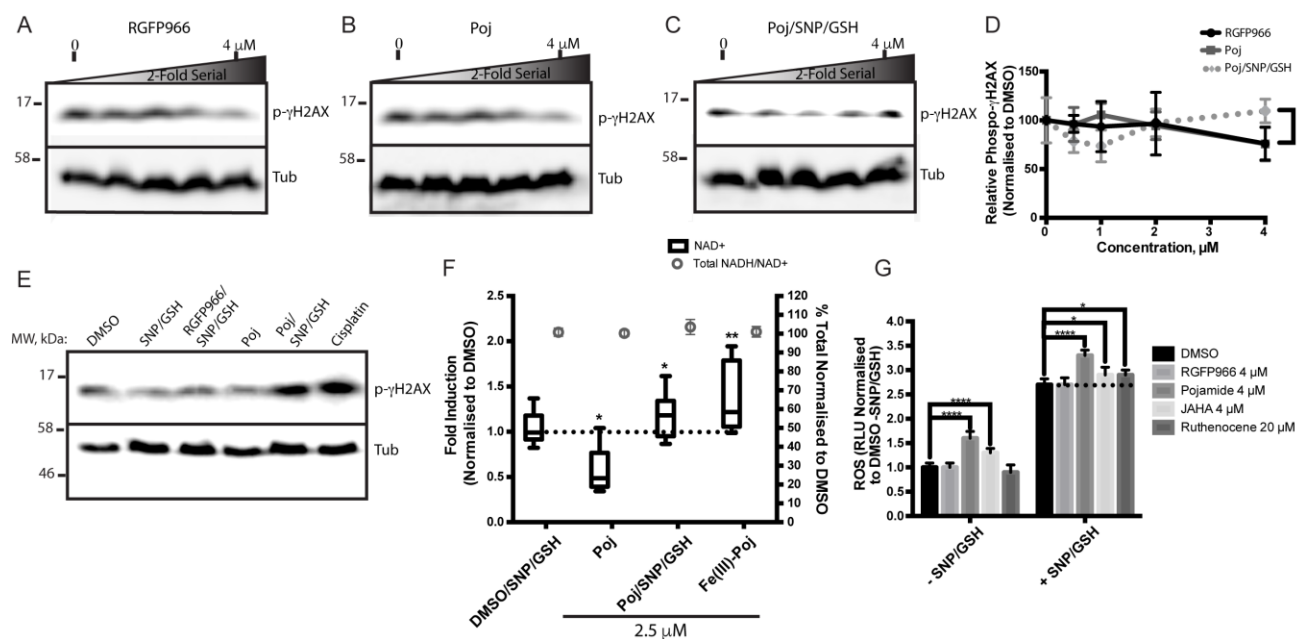 A
RGFP966
0
4 µM
2-Fold Serial
17
p-γH2AX
58
Tub
B
Poj
0
4 µM
2-Fold Serial
17
p-γH2AX
58
Tub
C
Poj/SNP/GSH
0
4 µM
2-Fold Serial
17
p-γH2AX
58
Tub
D
RGFP966
Poj
Poj/SNP/GSH
Relative Phospo-γH2AX
(Normalised to DMSO)
150
100
50
0
0 1 2 3 4
Concentration, µM
E
MW, kDa:
DMSO
SNP/GSH
RGFP966/
SNP/GSH
Poj
Poj/
SNP/GSH
Cisplatin
17
p-γH2AX
58
Tub
46
F
NAD+
Total NADH/NAD+
Fold Induction
(Normalised to DMSO)
2.5
2.0
1.5
1.0
0.5
0.0
*
*
**
120
110
100
90
80
70
60
50
40
30
20
10
0
% Total Normalised to DMSO
DMSO/SNP/GSH
Poj
Poj/SNP/GSH
Fe(III)-Poj
2.5 µM
G
ROS (RLU Normalised
to DMSO -SNP/GSH)
4.0
3.5
3.0
2.5
2.0
1.5
1.0
0.5
0.0
****
****
*
*
****
- SNP/GSH
+ SNP/GSH
DMSO
RGFP966 4 µM
Pojamide 4 µM
JAHA 4 µM
Ruthenocene 20 µM